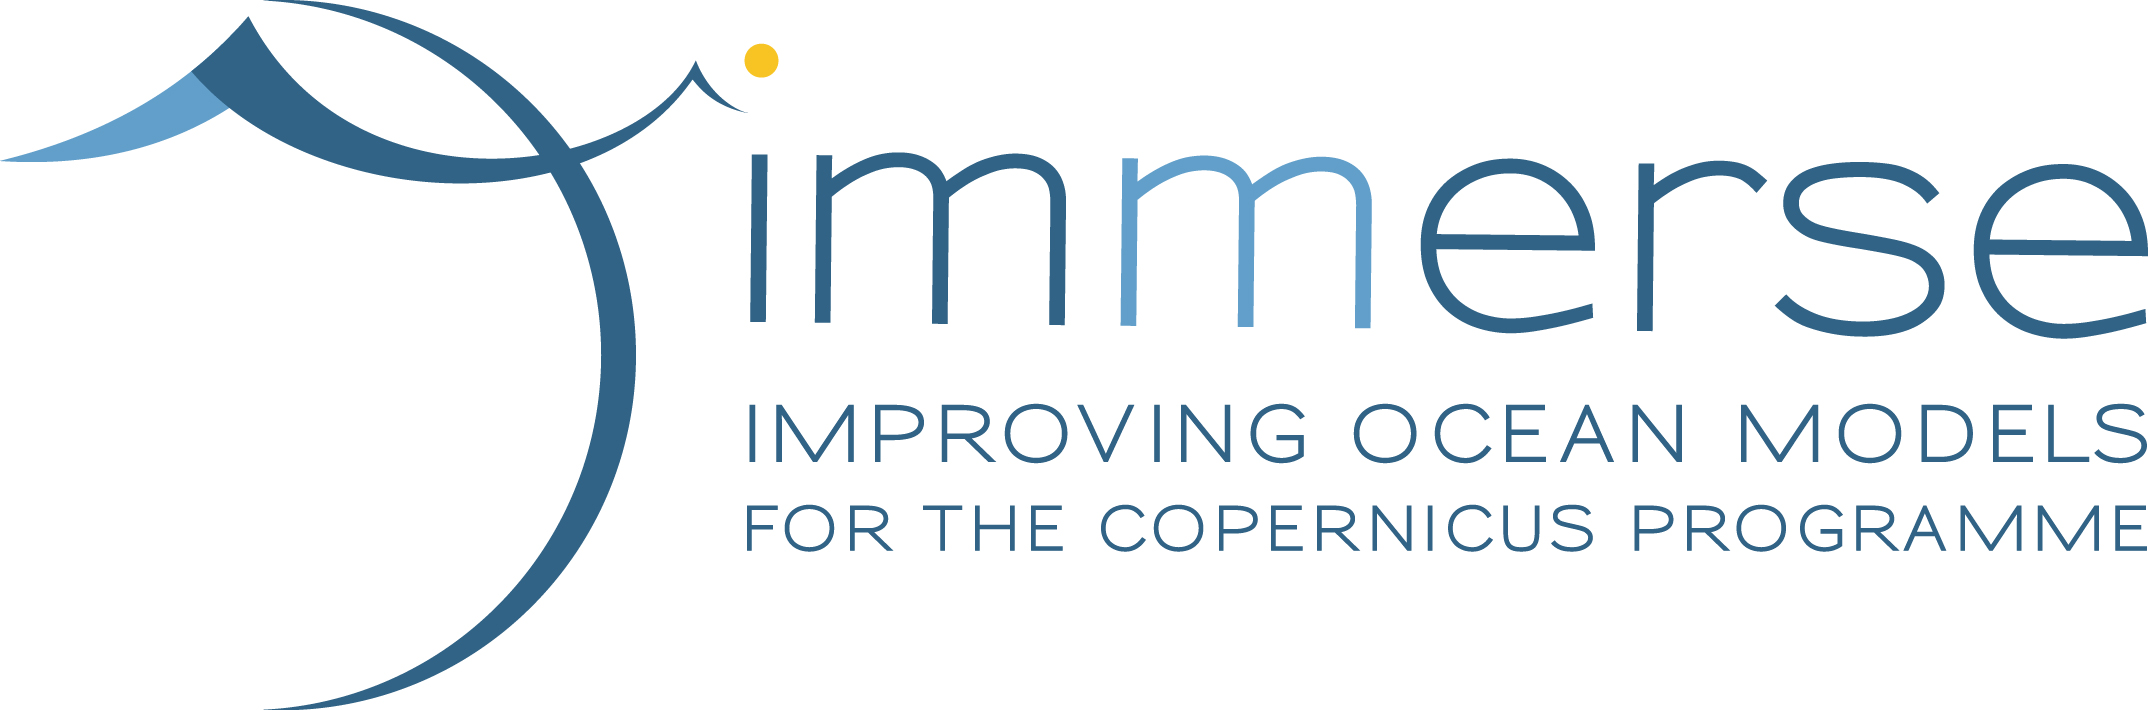 immerse
IMPROVING OCEAN MODELS
FOR THE COPERNICUS PROGRAMME